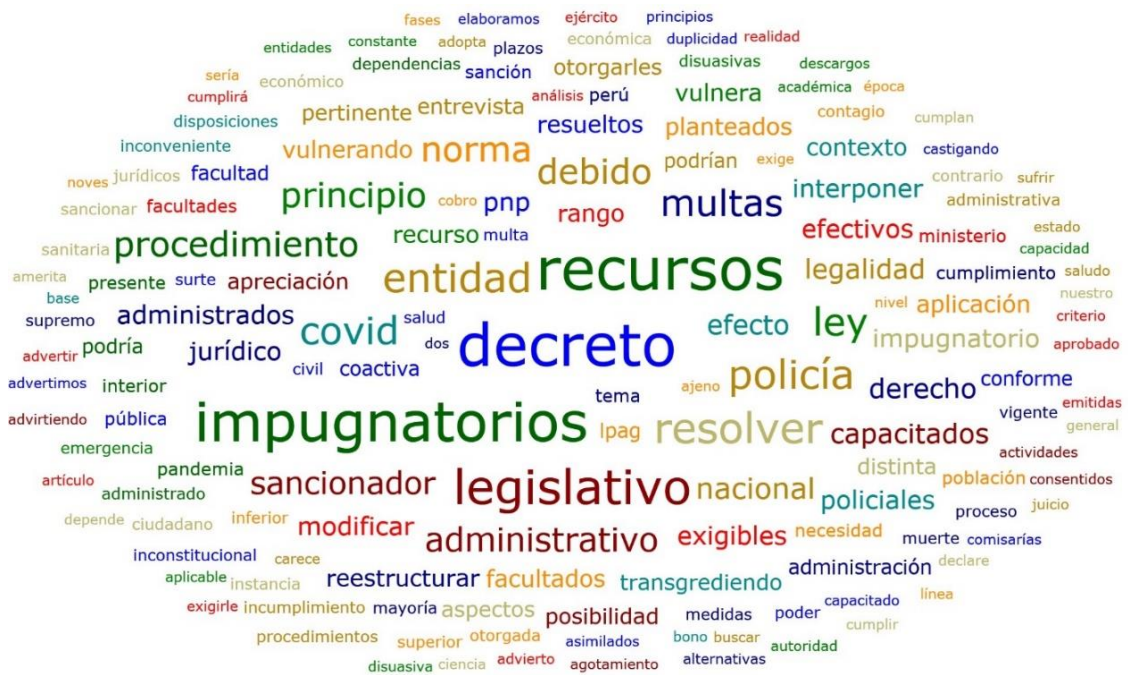 fases elaboramos ejército principios
entidades constante adopta plazos económica duplicidad realidad
sería económico dependencias sanción otorgarles disuasivas descargos
cumplirá pertinente entrevista análisis perú vulnera académica época
disposiciones resueltos planteados contagio cumplan
inconveniente vulnerando norma debido podrían exige contexto castigando
noves jurídicos facultad principio cobro pnp rango multas interponer contrario sufrir
sancionar facultades administrativa
sanitaria procedimiento recurso multa entidad recursos efectivos ministerio estado
capacidad
amerita presente surte apreciación legalidad cumplimiento saludo
base nivel aplicación nuestro
supremo administrados covid salud decreto efecto ley impugnatorio criterio
advertir podría jurídico dos aprobado
advertimos interior civil coactiva ajeno policía derecho conforme
advirtiendo pública impugnatorios tema lpag resolver capacitados vigente emitidas
general
emergencia actividades
artículo pandemia sancionador legislativo nacional distinta población consentidos
administrado policiales proceso juicio
depende ciudadano inferior modificar administrativo exigibles necesidad muerte comisarías
inconstitucional carece administración declare
aplicable instancia reestructurar facultados transgrediendo
exigirle incumplimiento mayoría aspectos posibilidad medidas poder capacitado línea
procedimientos superior otorgada asimilados bono buscar autoridad cumplir
disuasiva ciencia advierto agotamiento alternativas